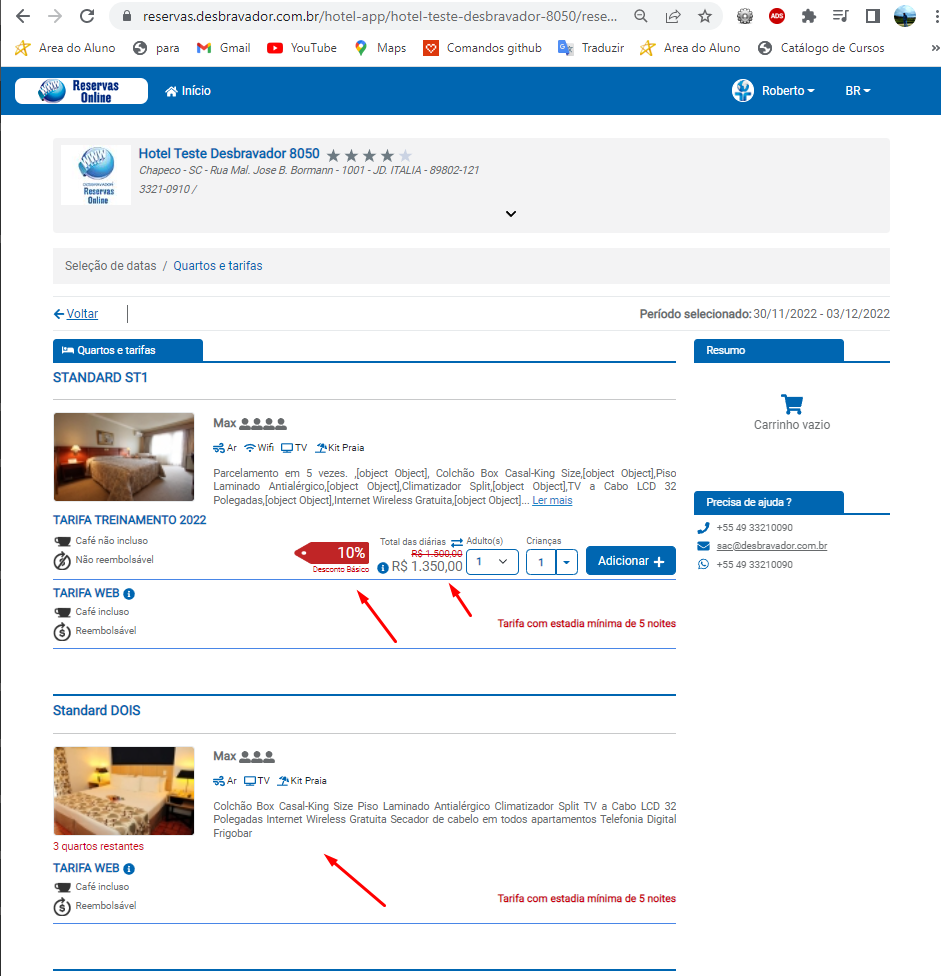 reservas.desbravador.com.br/hotel-app/hotel-teste-desbravador-8050/rese...
ADS
Area do Aluno
para
Gmail
YouTube
Maps
Comandos github
Traduzir
Area do Aluno
Catálogo de Cursos
»
Reservas
Online
Início
Roberto
BR
Hotel Teste Desbravador 8050
Chapeco - SC - Rua Mal. Jose B. Bormann - 1001 - JD. ITALIA - 89802-121
3321-0910 /
WWW
DESBRAVADOR
Reservas
Online
Seleção de datas / Quartos e tarifas
Voltar
Período selecionado: 30/11/2022 - 03/12/2022
Quartos e tarifas
STANDARD ST1
Max
Ar Wifi TV Kit Praia
Parcelamento em 5 vezes. ,[object Object], Colchão Box Casal-King Size,[object Object],Piso
Laminado Antialérgico,[object Object],Climatizador Split,[object Object],TV a Cabo LCD 32
Polegadas,[object Object],Internet Wireless Gratuita,[object Object]... Ler mais
TARIFA TREINAMENTO 2022
Café não incluso
Não reembolsável
10%
Desconto Básico
Total das diárias
R$ 1.500,00
R$ 1.350,00
Adulto(s)
1
Crianças
1
Adicionar +
TARIFA WEB
Café incluso
Reembolsável
Tarifa com estadia mínima de 5 noites
Standard DOIS
Max
Ar TV Kit Praia
Colchão Box Casal-King Size Piso Laminado Antialérgico Climatizador Split TV a Cabo LCD 32
Polegadas Internet Wireless Gratuita Secador de cabelo em todos apartamentos Telefonia Digital
Frigobar
3 quartos restantes
TARIFA WEB
Café incluso
Reembolsável
Tarifa com estadia mínima de 5 noites
Resumo
Carrinho vazio
Precisa de ajuda ?
+55 49 33210090
sac@desbravador.com.br
+55 49 33210090